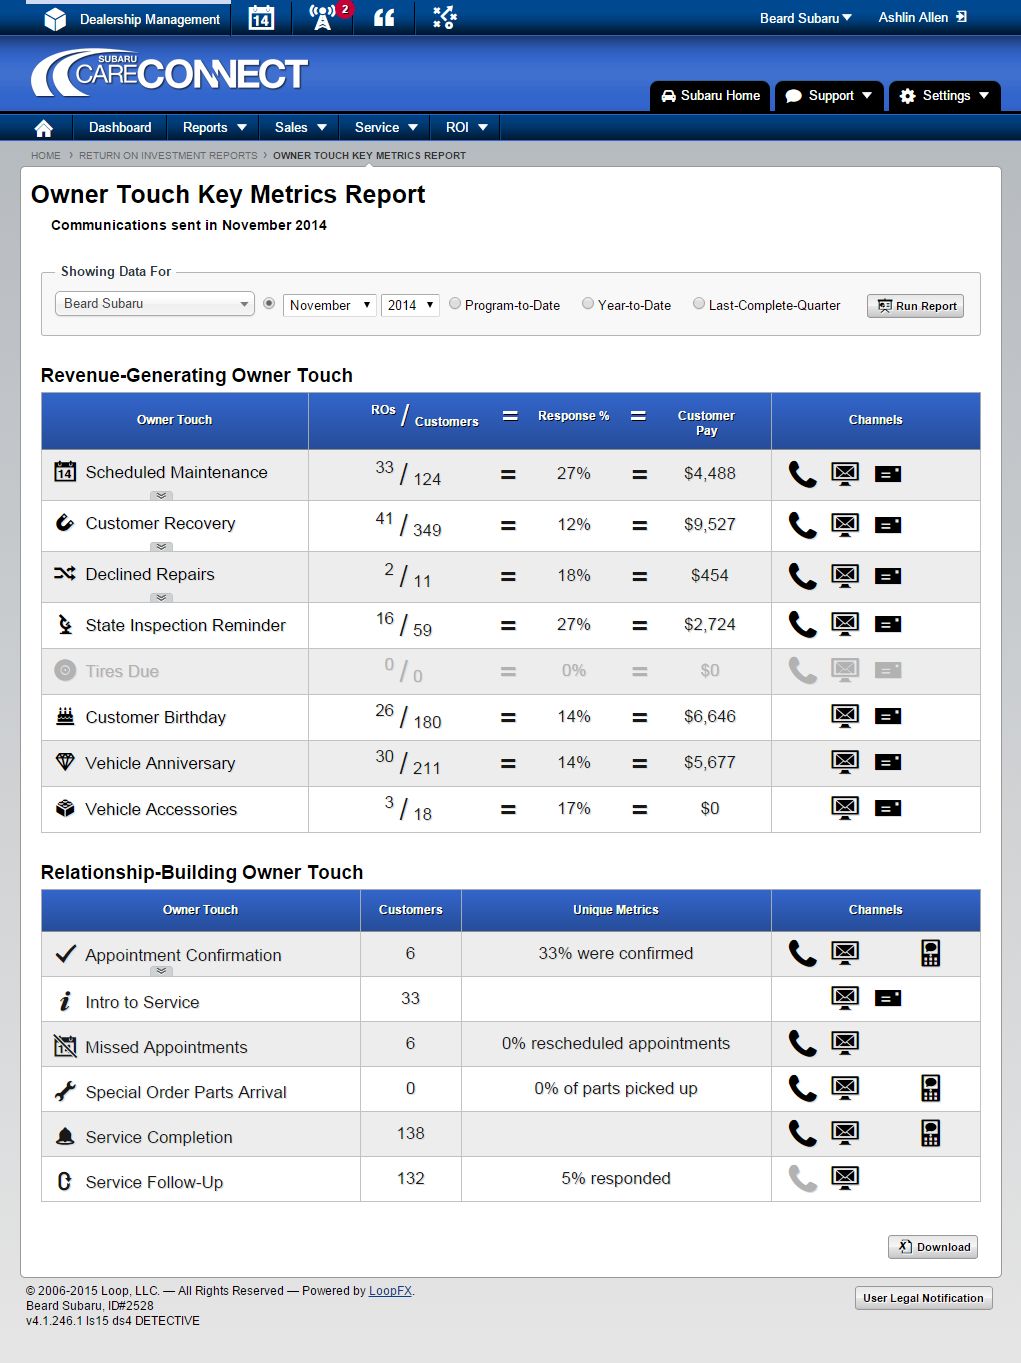 Dealership Management
14
2
Beard Subaru
Ashlin Allen
SUBARU
CARECONNECT
Subaru Home
Support
Settings
Dashboard
Reports
Sales
Service
ROI
HOME › RETURN ON INVESTMENT REPORTS › OWNER TOUCH KEY METRICS REPORT
Owner Touch Key Metrics Report
Communications sent in November 2014
Showing Data For
Beard Subaru
November
2014
Program-to-Date
Year-to-Date
Last-Complete-Quarter
Run Report
Revenue-Generating Owner Touch
Owner Touch ROs / Customers = Response % = Customer Pay Channels
14 Scheduled Maintenance 33 / 124 = 27% = $4,488
Customer Recovery 41 / 349 = 12% = $9,527
Declined Repairs 2 / 11 = 18% = $454
State Inspection Reminder 16 / 59 = 27% = $2,724
Tires Due 0 / 0 = 0% = $0
Customer Birthday 26 / 180 = 14% = $6,646
Vehicle Anniversary 30 / 211 = 14% = $5,677
Vehicle Accessories 3 / 18 = 17% = $0
Relationship-Building Owner Touch
Owner Touch Customers Unique Metrics Channels
Appointment Confirmation 6 33% were confirmed
Intro to Service 33
Missed Appointments 6 0% rescheduled appointments
Special Order Parts Arrival 0 0% of parts picked up
Service Completion 138
Service Follow-Up 132 5% responded
Download
© 2006-2015 Loop, LLC. — All Rights Reserved — Powered by LoopFX.
Beard Subaru, ID#2528
v4.1.246.1 ls15 ds4 DETECTIVE
User Legal Notification